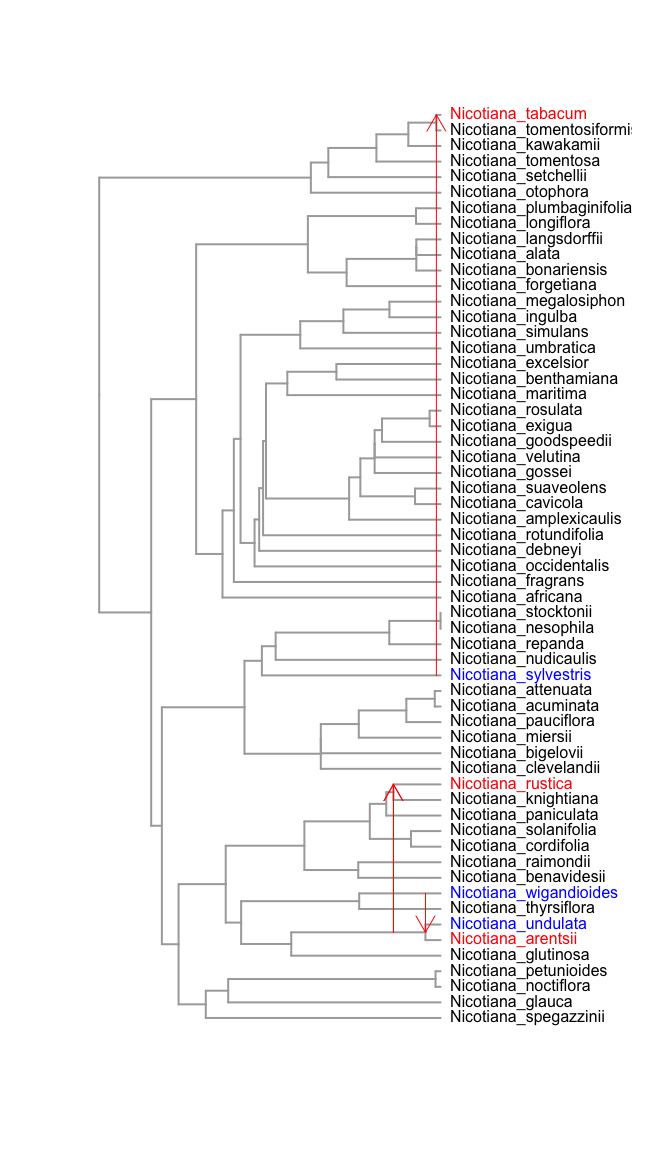 Nicotiana_tabacum
Nicotiana_tomentosiformis
Nicotiana_kawakamii
Nicotiana_tomentosa
Nicotiana_setchellii
Nicotiana_otophora
Nicotiana_plumbaginifolia
Nicotiana_longiflora
Nicotiana_langsdorffii
Nicotiana_alata
Nicotiana_bonariensis
Nicotiana_forgetiana
Nicotiana_megalosiphon
Nicotiana_ingulba
Nicotiana_simulans
Nicotiana_umbratica
Nicotiana_excelsior
Nicotiana_benthamiana
Nicotiana_maritima
Nicotiana_rosulata
Nicotiana_exigua
Nicotiana_goodspeedii
Nicotiana_velutina
Nicotiana_gossei
Nicotiana_suaveolens
Nicotiana_cavicola
Nicotiana_amplexicaulis
Nicotiana_rotundifolia
Nicotiana_debneyi
Nicotiana_occidentalis
Nicotiana_fragrans
Nicotiana_africana
Nicotiana_stocktonii
Nicotiana_nesophila
Nicotiana_repanda
Nicotiana_nudicaulis
Nicotiana_sylvestris
Nicotiana_attenuata
Nicotiana_acuminata
Nicotiana_pauciflora
Nicotiana_miersii
Nicotiana_bigelovii
Nicotiana_clevelandii
Nicotiana_rustica
Nicotiana_knightiana
Nicotiana_paniculata
Nicotiana_solanifolia
Nicotiana_cordifolia
Nicotiana_raimondii
Nicotiana_benavidesii
Nicotiana_wigandioides
Nicotiana_thyrsiflora
Nicotiana_undulata
Nicotiana_arentsii
Nicotiana_glutinosa
Nicotiana_petunioides
Nicotiana_noctiflora
Nicotiana_glauca
Nicotiana_spegazzinii